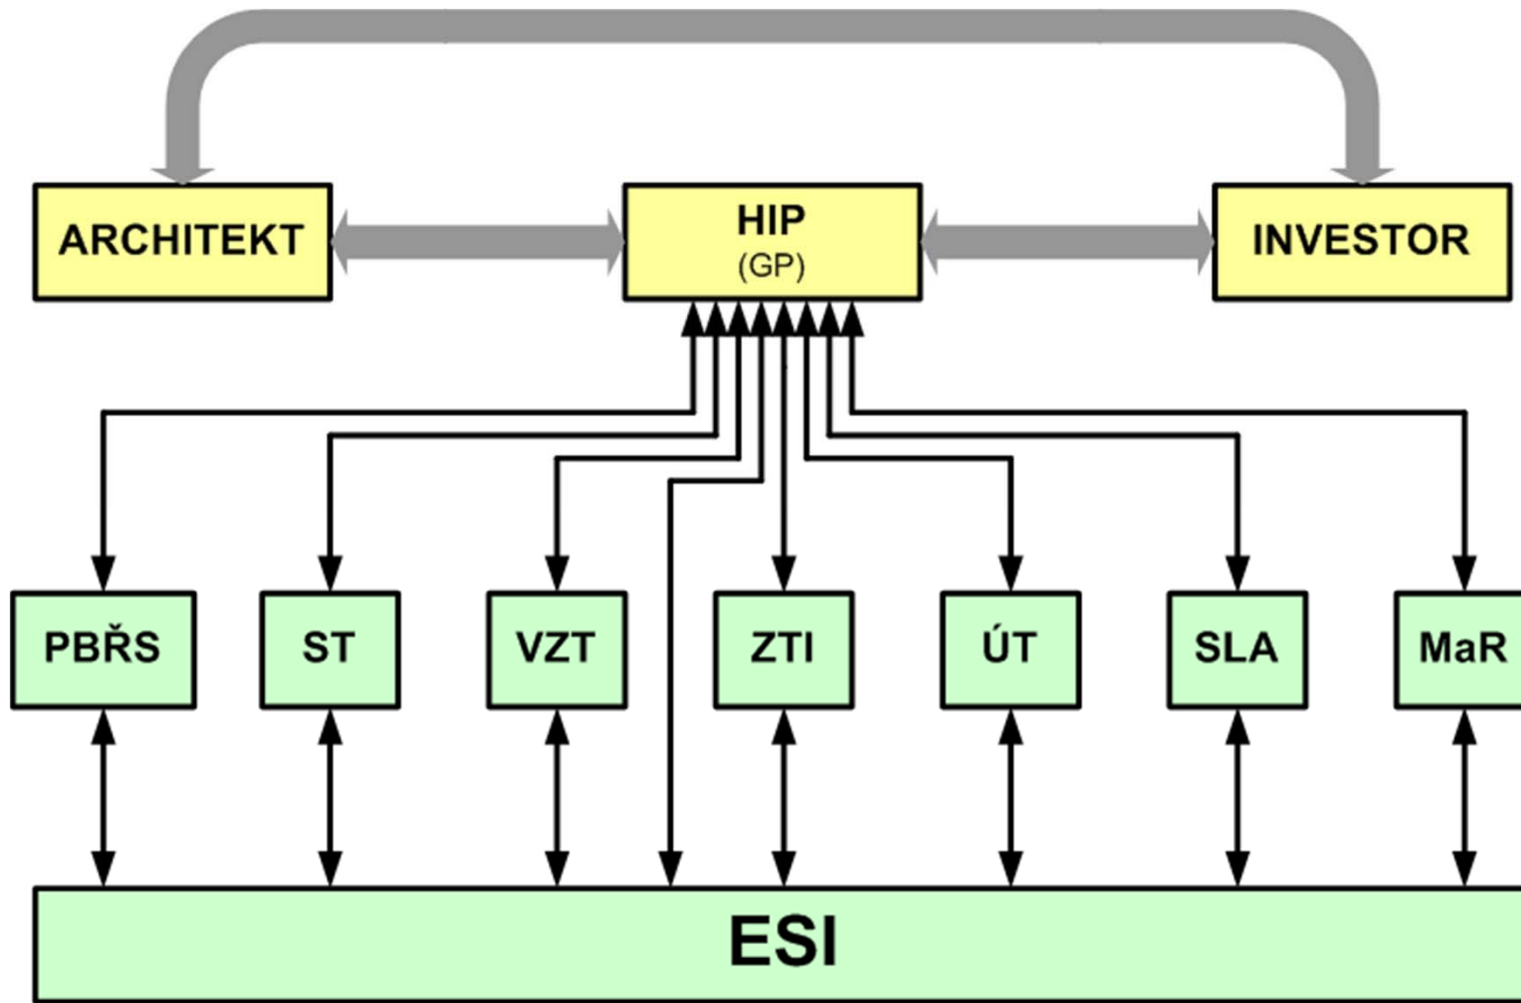 ARCHITEKT
HIP
(GP)
INVESTOR
PBŘS
ST
VZT
ZTI
ÚT
SLA
MaR
ESI